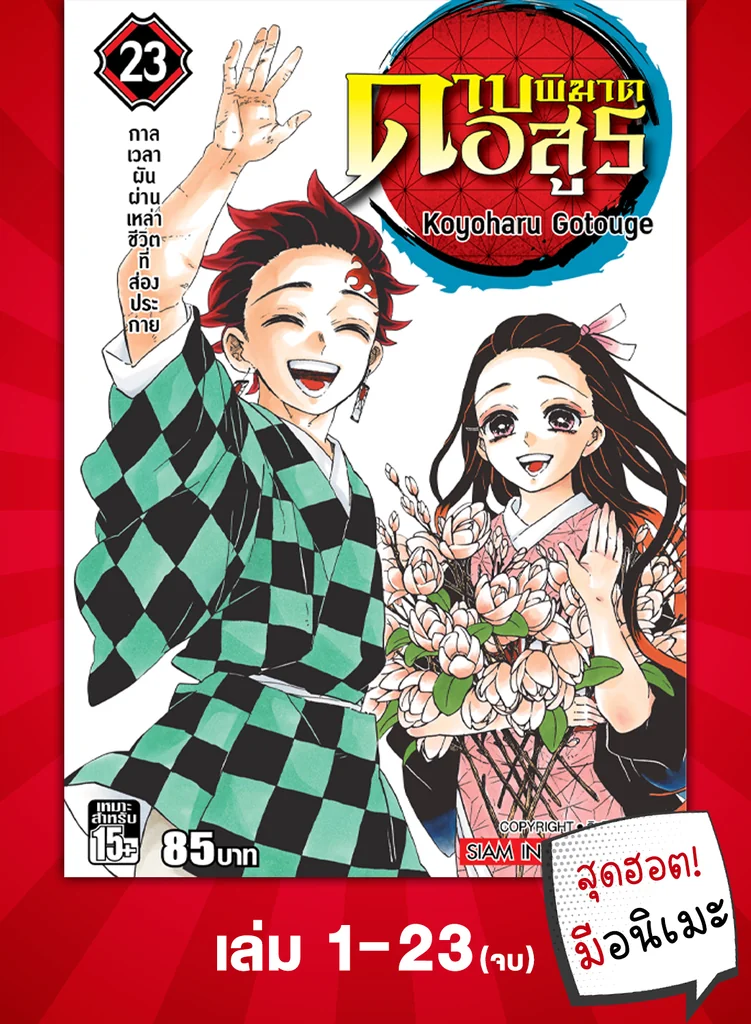 23
กาล
เวลา
ผัน
ผ่าน
เหล่า
ชีวิต
ที่
ส่อง
ประ
กาย
ดาบพิฆาต
อสูร
Koyoharu Gotouge
เหมาะ
สำหรับ
15+
85บาท
COPYRIGHT •
SIAM IN
สุดฮอต!
มีอนิเมะ
เล่ม 1-23 (จบ)